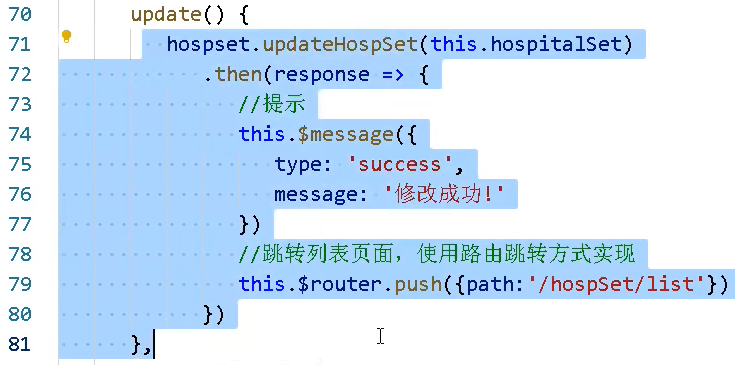 70 update() {
71 hospset.updateHospSet(this.hospitalSet)
72 .then(response => {
73 //提示
74 this.$message({
75 type: 'success',
76 message: '修改成功!'
77 })
78 //跳转列表页面，使用路由跳转方式实现
79 this.$router.push({path:'/hospSet/list'})
80 })
81 },